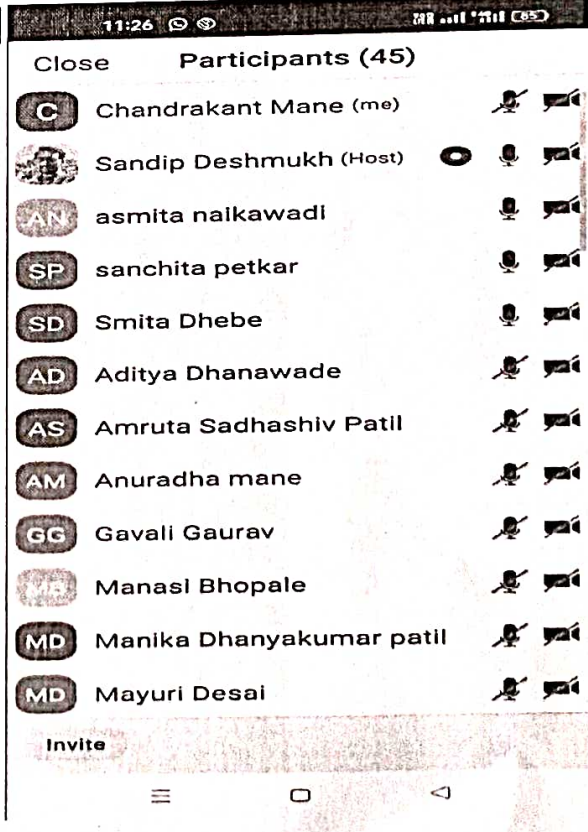 11:26
Close Participants (45)
C Chandrakant Mane (me)
Sandip Deshmukh (Host)
AN asmita naikawadi
SP sanchita petkar
SD Smita Dhebe
AD Aditya Dhanawade
AS Amruta Sadhashiv Patil
AM Anuradha mane
GG Gavali Gaurav
MB Manasi Bhopale
MD Manika Dhanyakumar patil
MD Mayuri Desai
Invite